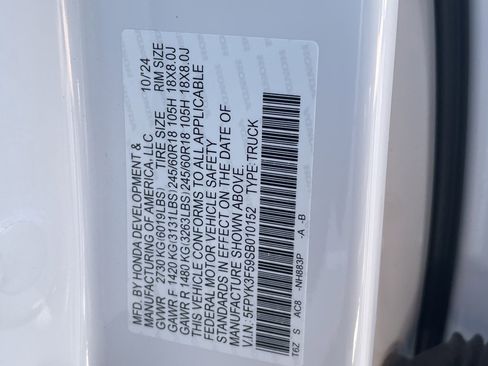 MFD. BY HONDA DEVELOPMENT & 10/'24
MANUFACTURING OF AMERICA, LLC
GVWR 2730 KG(6019LBS) TIRE SIZE RIM SIZE
GAWR F 1420 KG(3131LBS) 245/60R18 105H 18X8.0J
GAWR R 1480 KG(3263LBS) 245/60R18 105H 18X8.0J
THIS VEHICLE CONFORMS TO ALL APPLICABLE
FEDERAL MOTOR VEHICLE SAFETY
STANDARDS IN EFFECT ON THE DATE OF
MANUFACTURE SHOWN ABOVE.
V.I.N.: 5FPYK3F59SB010152 TYPE:TRUCK
T6Z S AC8 -NH883P -A -B